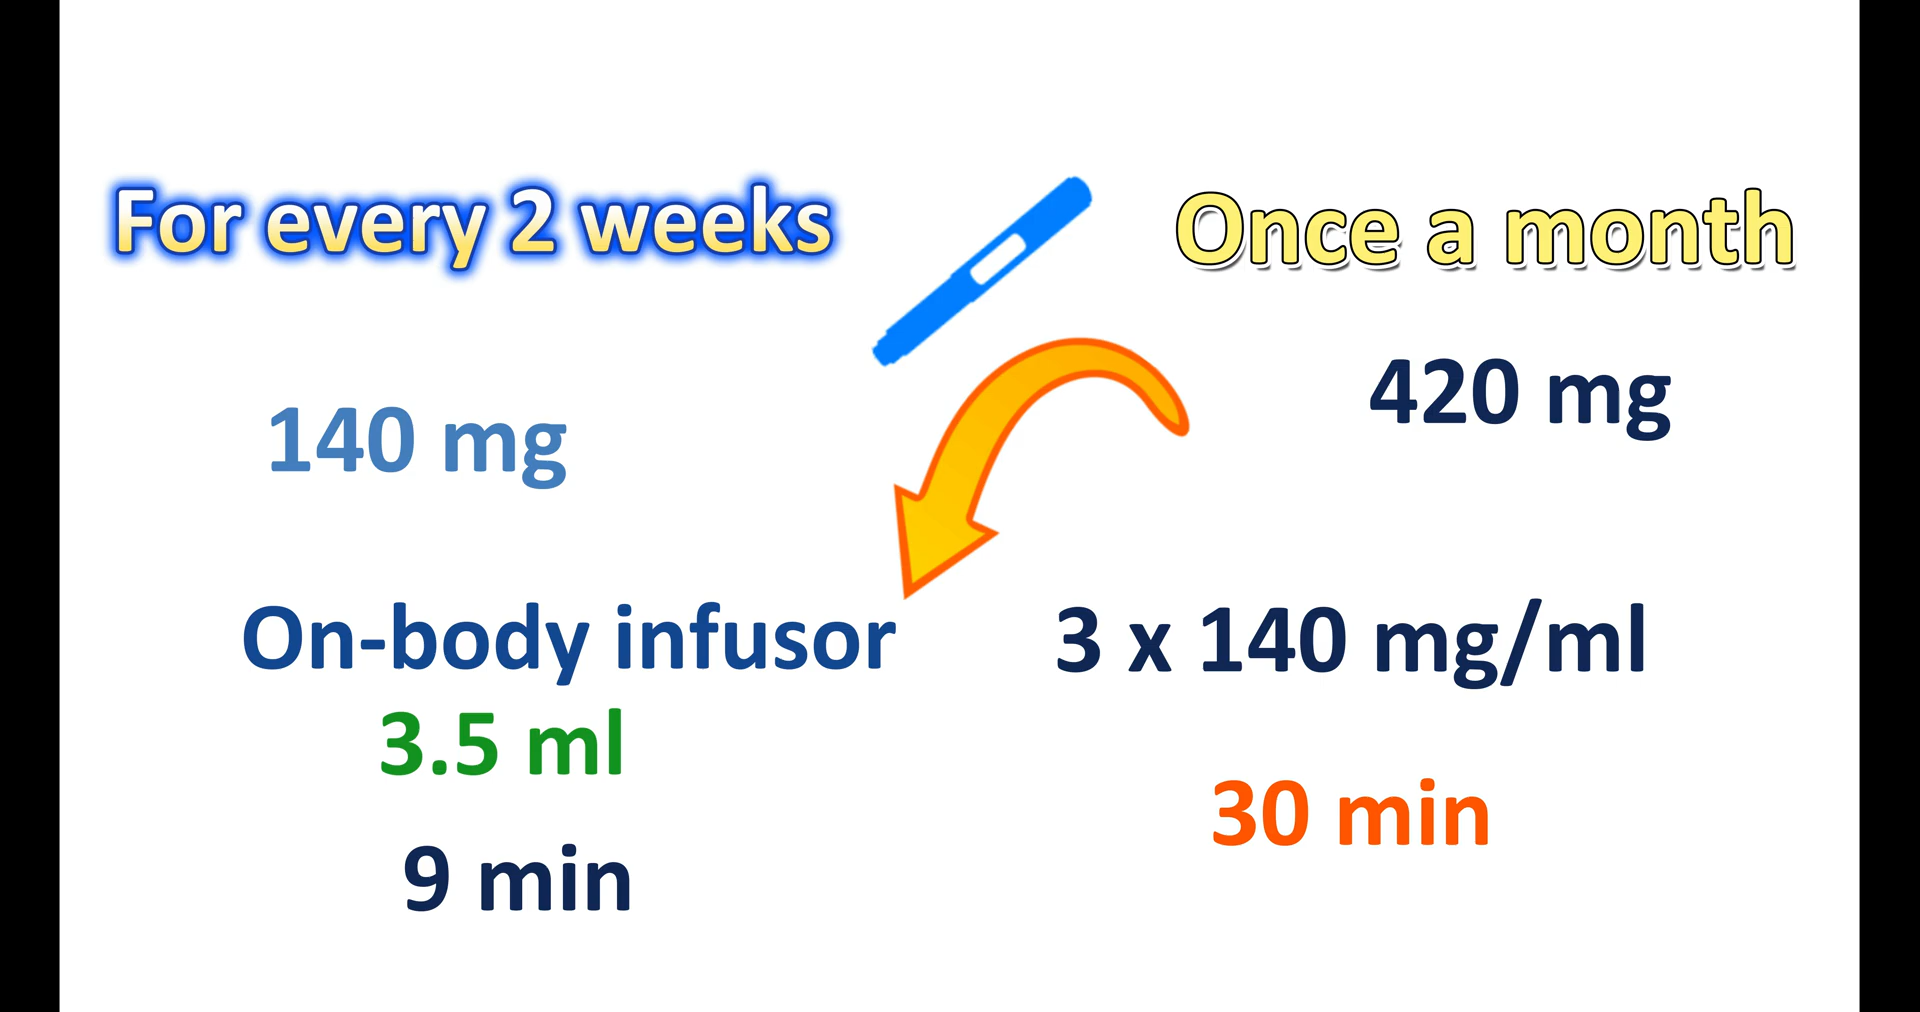 For every 2 weeks
Once a month
140 mg
420 mg
On-body infusor
3.5 ml
9 min
3 x 140 mg/ml
30 min